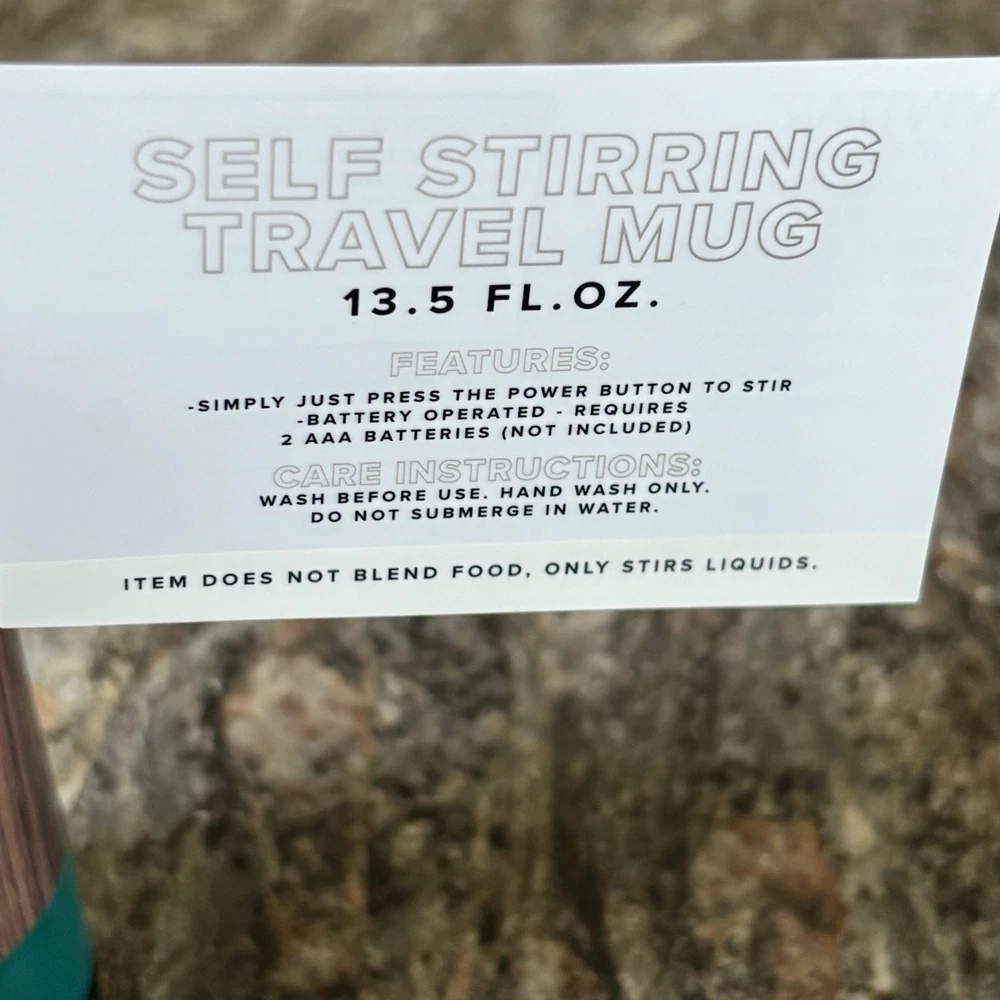 SELF STIRRING
TRAVEL MUG
13.5 FL.OZ.
FEATURES:
-SIMPLY JUST PRESS THE POWER BUTTON TO STIR
-BATTERY OPERATED - REQUIRES
2 AAA BATTERIES (NOT INCLUDED)
CARE INSTRUCTIONS:
WASH BEFORE USE. HAND WASH ONLY.
DO NOT SUBMERGE IN WATER.
ITEM DOES NOT BLEND FOOD, ONLY STIRS LIQUIDS.